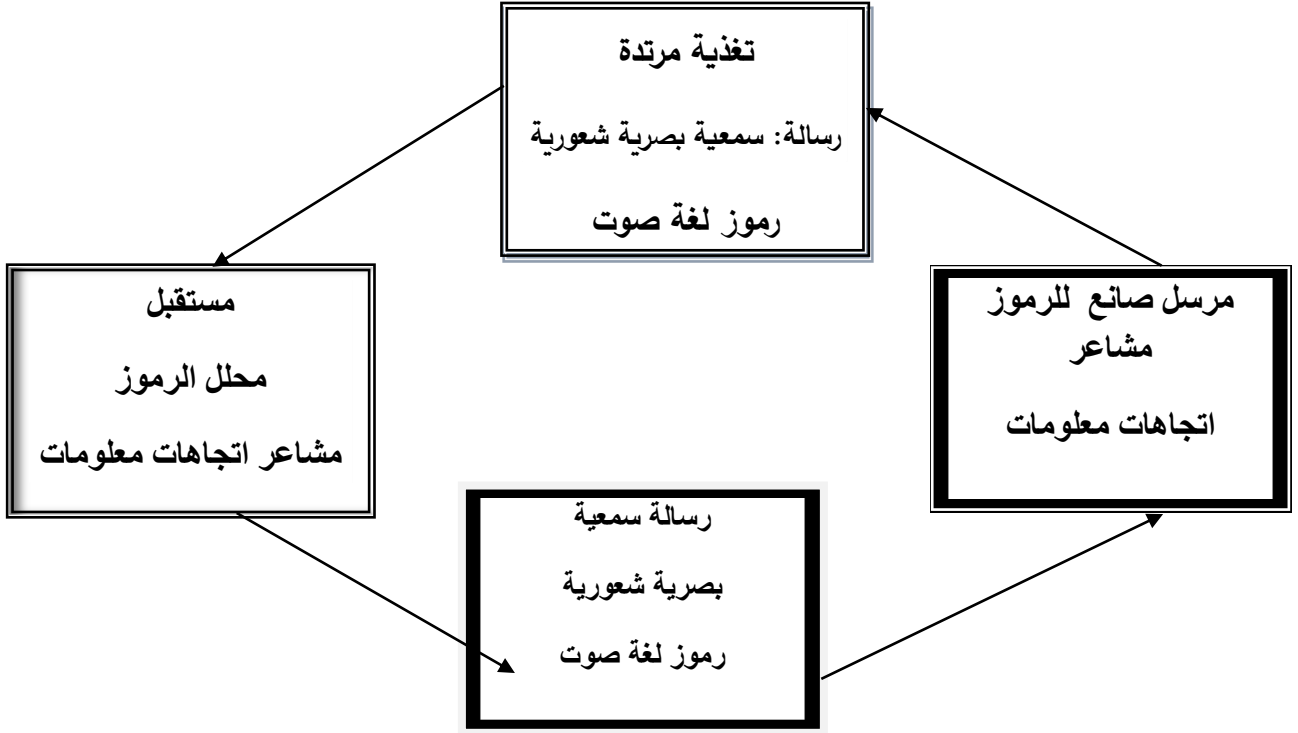 تغذية مرتدة
رسالة: سمعية بصرية شعورية
رموز لغة صوت
مرسل صانع للرموز
مشاعر
اتجاهات معلومات
مستقبل
محلل الرموز
مشاعر اتجاهات معلومات
رسالة سمعية
بصرية شعورية
رموز لغة صوت